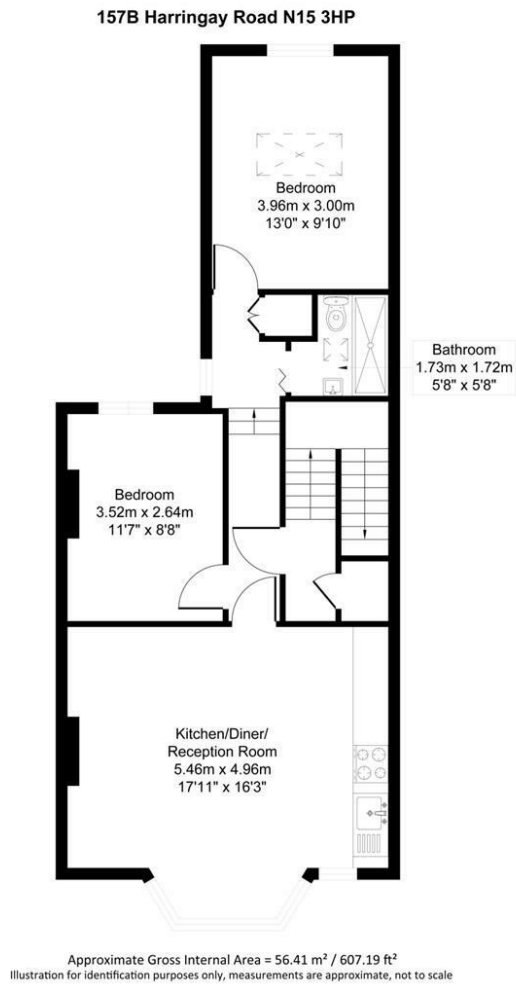 157B Harringay Road N15 3HP
Bedroom
3.96m x 3.00m
13'0" x 9'10"
Bathroom
1.73m x 1.72m
5'8" x 5'8"
Bedroom
3.52m x 2.64m
11'7" x 8'8"
Kitchen/Diner/
Reception Room
5.46m x 4.96m
17'11" x 16'3"
Approximate Gross Internal Area = 56.41 m² / 607.19 ft²
Illustration for identification purposes only, measurements are approximate, not to scale